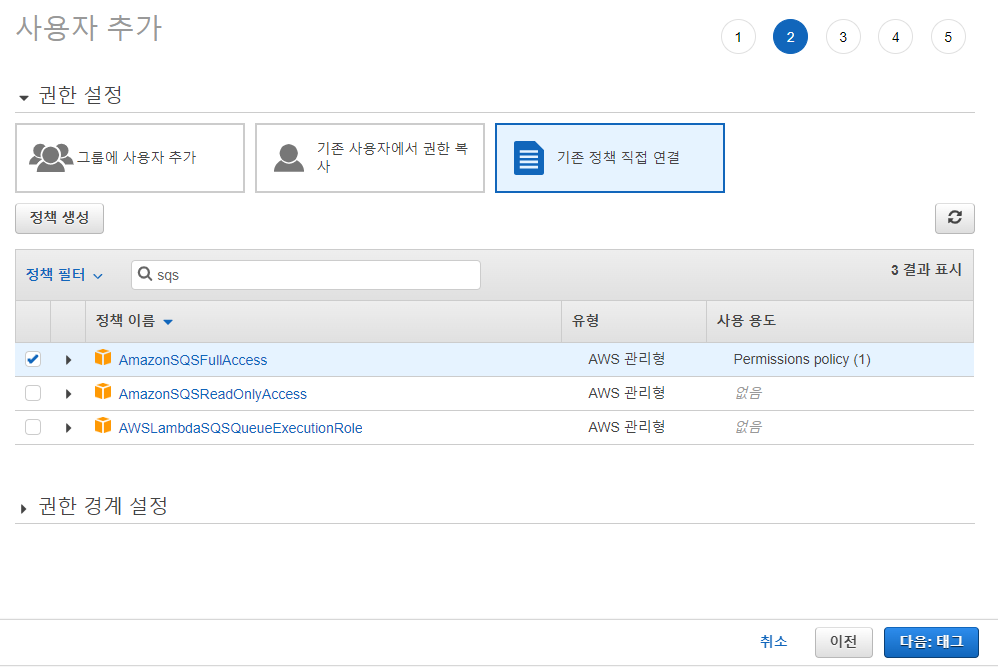 사용자 추가
1 2 3 4 5
권한 설정
그룹에 사용자 추가
기존 사용자에서 권한 복
사
기존 정책 직접 연결
정책 생성
정책 필터
sqs
3 결과 표시
정책 이름 유형 사용 용도
AmazonSQSFullAccess AWS 관리형 Permissions policy (1)
AmazonSQSReadOnlyAccess AWS 관리형 없음
AWSLambdaSQSQueueExecutionRole AWS 관리형 없음
권한 경계 설정
취소 이전 다음: 태그